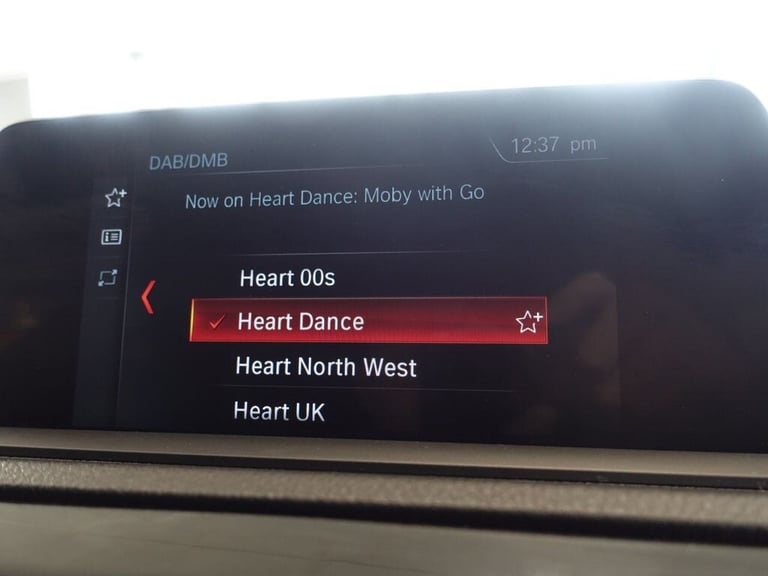 DAB/DMB
12:37 pm
Now on Heart Dance: Moby with Go
Heart 00s
Heart Dance
Heart North West
Heart UK